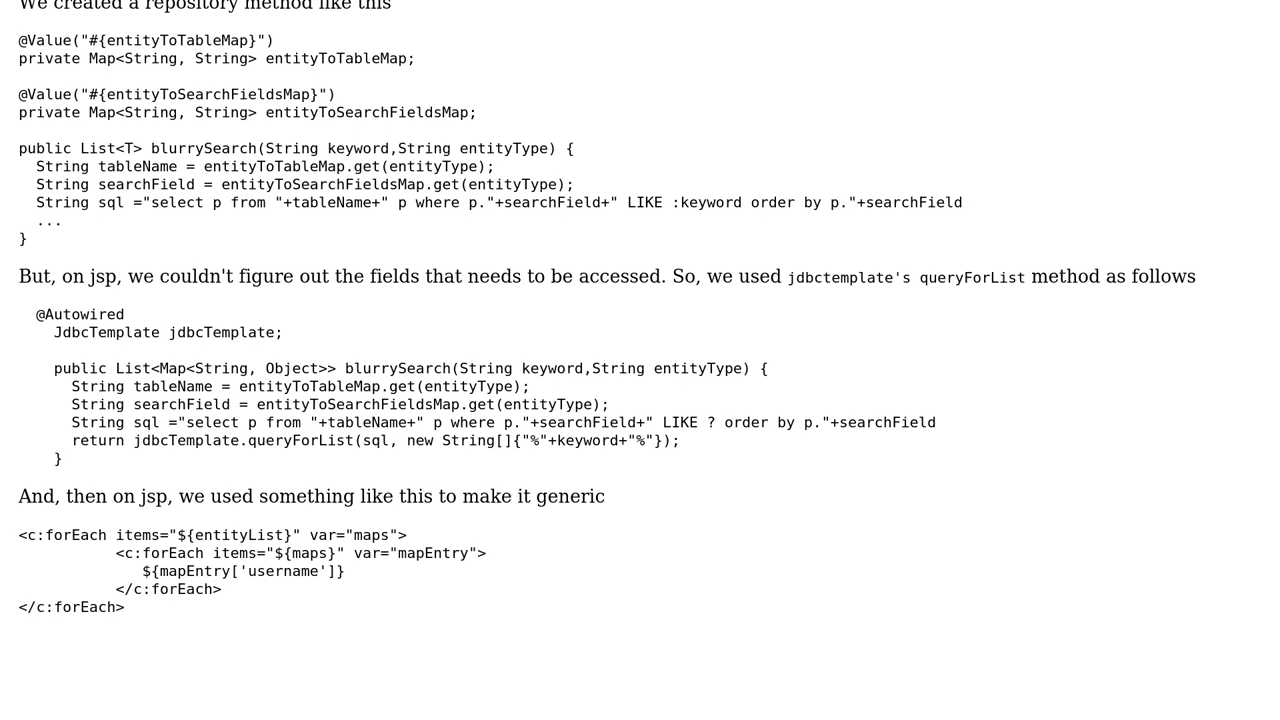 We created a repository method like this
@Value("#{entityToTableMap}")
private Map<String, String> entityToTableMap;
@Value("#{entityToSearchFieldsMap}")
private Map<String, String> entityToSearchFieldsMap;
public List<T> blurrySearch(String keyword,String entityType) {
String tableName = entityToTableMap.get(entityType);
String searchField = entityToSearchFieldsMap.get(entityType);
String sql ="select p from "+tableName+" p where p."+searchField+" LIKE :keyword order by p."+searchField
...
}
But, on jsp, we couldn't figure out the fields that needs to be accessed. So, we used jdbctemplate's queryForList method as follows
@Autowired
JdbcTemplate jdbcTemplate;
public List<Map<String, Object>> blurrySearch(String keyword,String entityType) {
String tableName = entityToTableMap.get(entityType);
String searchField = entityToSearchFieldsMap.get(entityType);
String sql ="select p from "+tableName+" p where p."+searchField+" LIKE ? order by p."+searchField
return jdbcTemplate.queryForList(sql, new String[]{"%"+keyword+"%"});
}
And, then on jsp, we used something like this to make it generic
<c:forEach items="${entityList}" var="maps">
<c:forEach items="${maps}" var="mapEntry">
${mapEntry['username']}
</c:forEach>
</c:forEach>